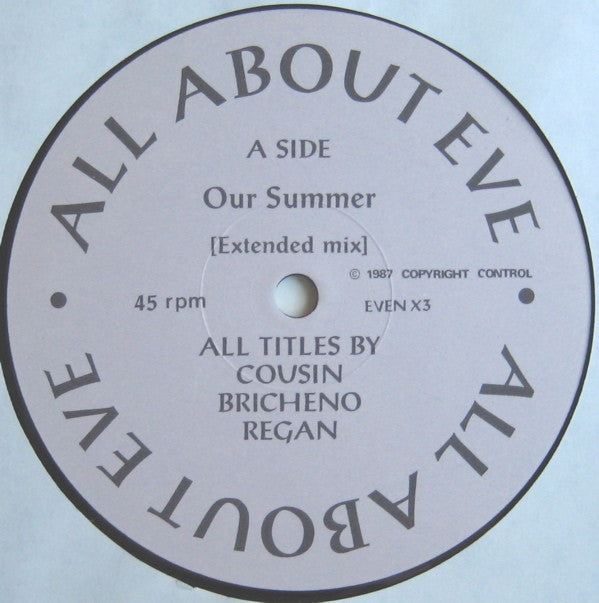 ALL ABOUT EVE
A SIDE
Our Summer
[Extended mix]
© 1987 COPYRIGHT CONTROL
45 rpm
EVEN X3
ALL TITLES BY
COUSIN
BRICHENO
REGAN
ALL ABOUT EVE